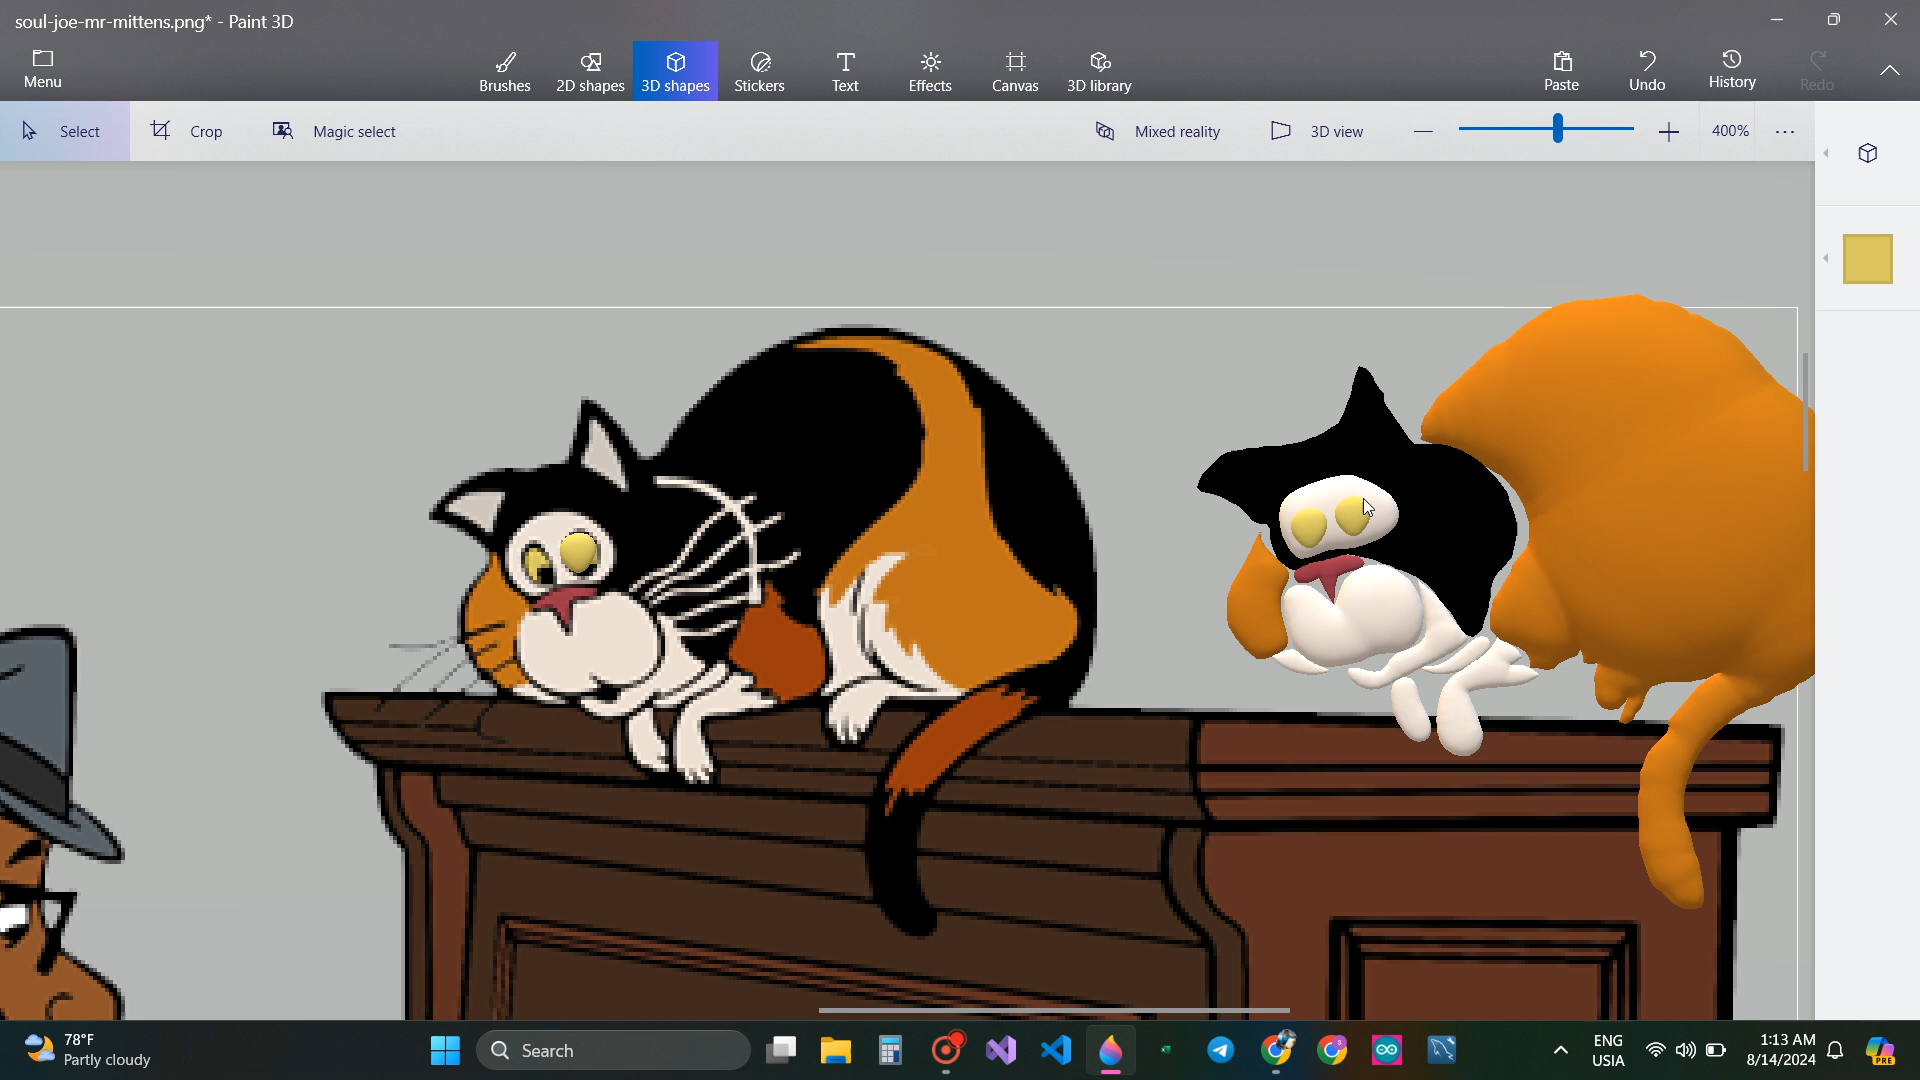 soul-joe-mr-mittens.png* - Paint 3D
Menu
Brushes
2D shapes
3D shapes
Stickers
Text
Effects
Canvas
3D library
Paste
Undo
History
Redo
Select
Crop
Magic select
Mixed reality
3D view
400%
78°F
Partly cloudy
Search
ENG
USIA
1:13 AM
8/14/2024
PRE